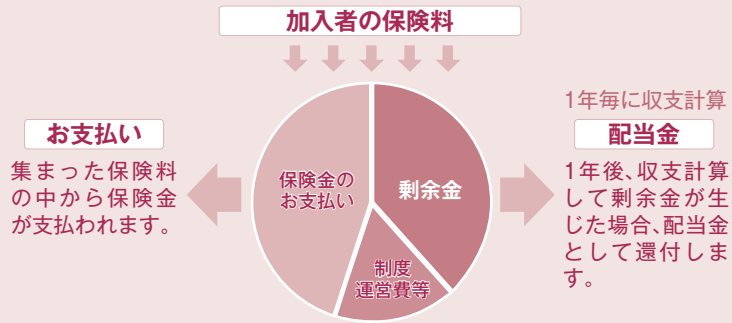 加入者の保険料
お支払い
集まった保険料
の中から保険金
が支払われます。
保険金の
お支払い
剰余金
制度
運営費等
1年毎に収支計算
配当金
1年後、収支計算
して剰余金が生
じた場合、配当金
として還付しま
す。